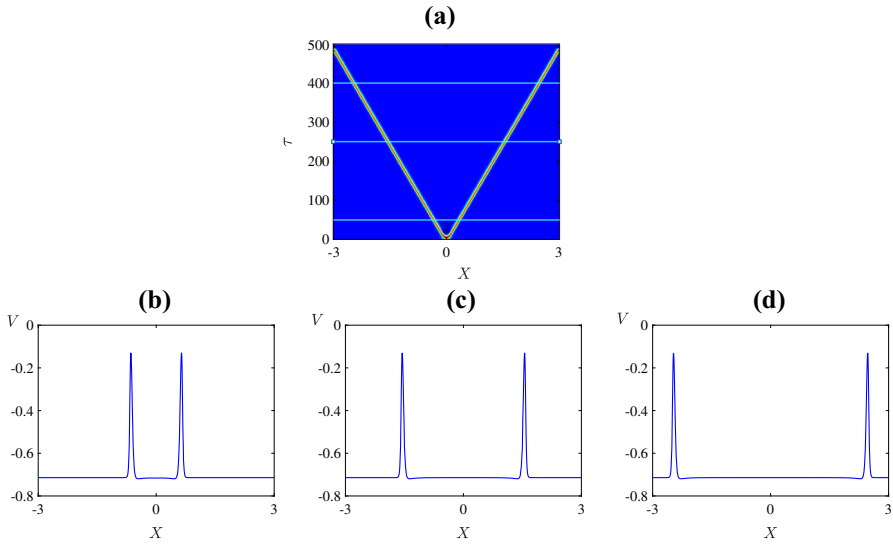 (a)
500
400
300
200
100
0
τ
-3 0 3
X
(b) (c) (d)
V 0 V 0 V 0
-0.2 -0.2 -0.2
-0.4 -0.4 -0.4
-0.6 -0.6 -0.6
-0.8 -0.8 -0.8
-3 0 3 -3 0 3 -3 0 3
X X X